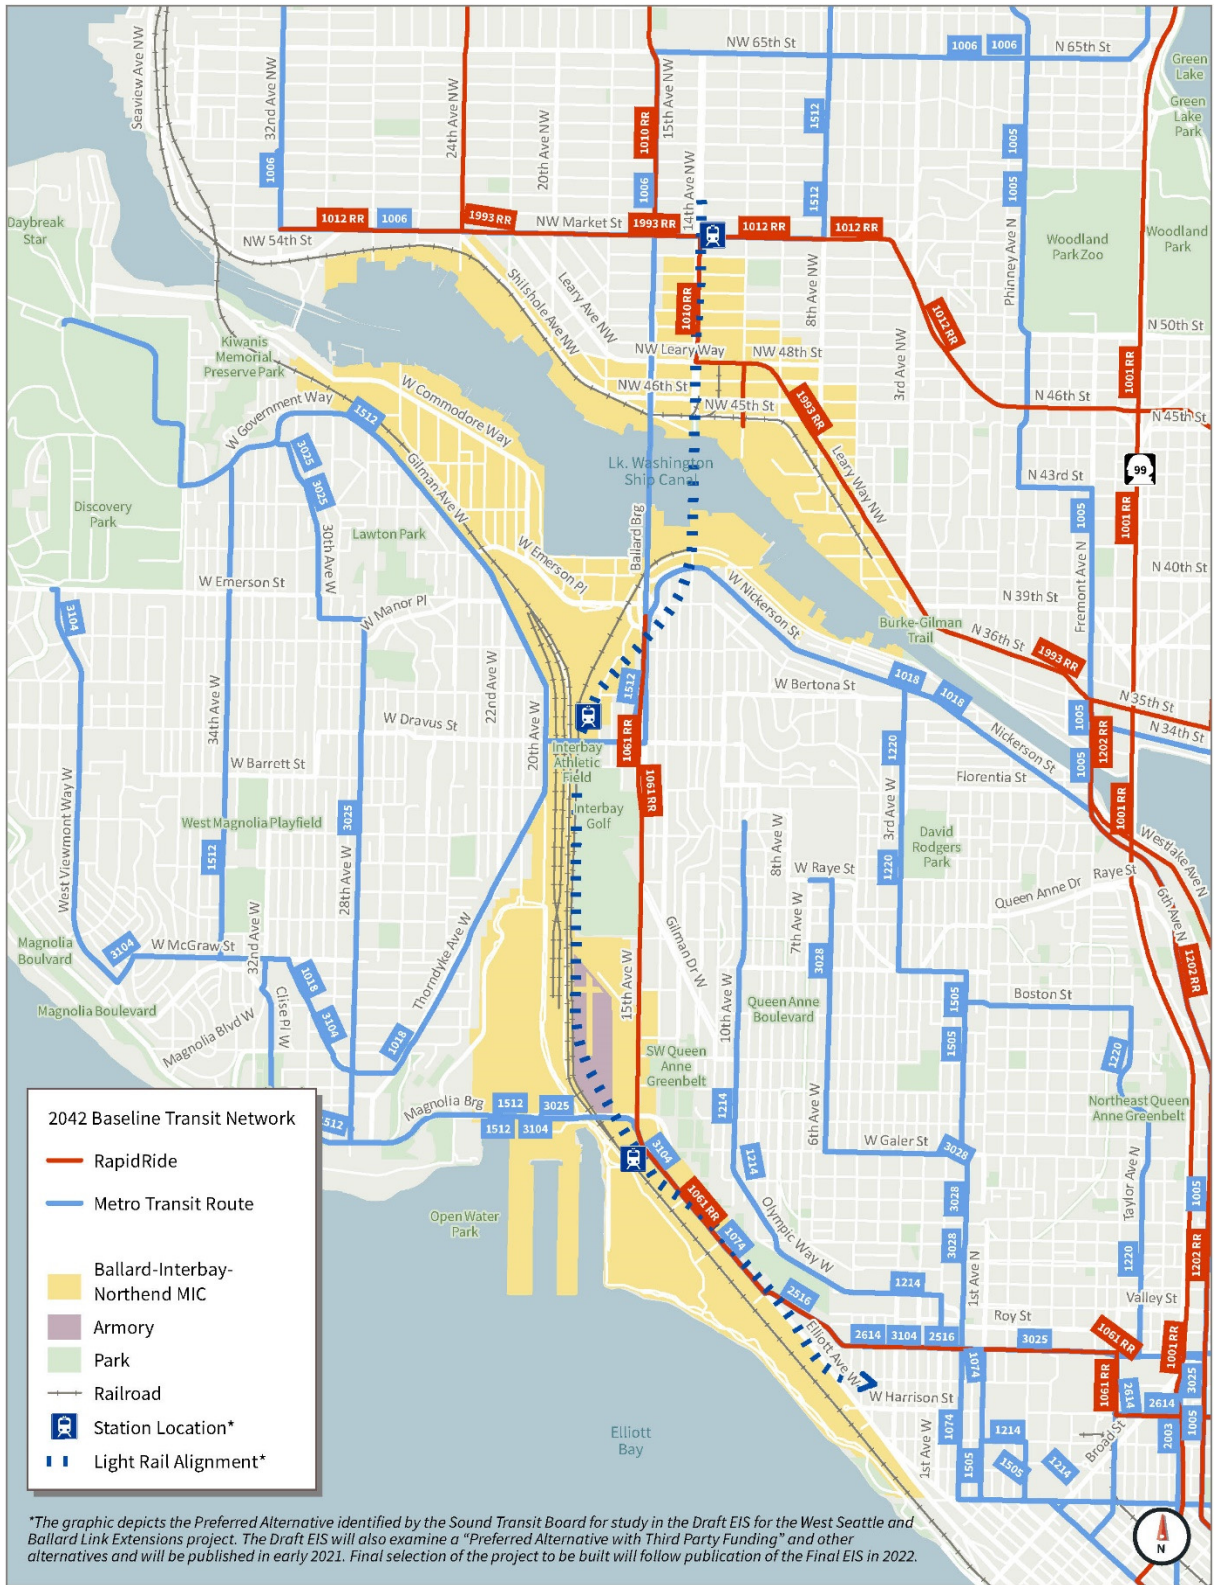 Seaview Ave NW
32nd Ave NW
24th Ave NW
20th Ave NW
15th Ave NW
14th Ave NW
NW 65th St
1006
1006
N 65th St
Green
Lake
Green
Lake
Park
1006
1010 RR
1006
1512
1512
1005
1005
8th Ave NW
3rd Ave NW
Phinney Ave N
Daybreak
Star
1012 RR
1006
1993 RR
NW Market St
1993 RR
1012 RR
1012 RR
NW 54th St
Woodland
Park Zoo
Woodland
Park
Shilshole Ave NW
Leary Ave NW
1010 RR
1012 RR
N 50th St
Kiwanis
Memorial
Preserve Park
NW Leary Way
NW 48th St
1001 RR
W Commodore Way
NW 46th St
NW 45th St
1993 RR
N 46th St
N 45th St
W Government Way
1512
3025
3025
Gilman Ave W
Lk. Washington
Ship Canal
Leary Way NW
N 43rd St
99
Discovery
Park
Lawton Park
30th Ave W
Ballard Brg
1005
1001 RR
W Emerson Pl
W Emerson St
W Nickerson St
N 40th St
3104
W Manor Pl
N 39th St
Fremont Ave N
Burke-Gilman
Trail
N 36th St
1993 RR
34th Ave W
22nd Ave W
20th Ave W
1512
W Bertona St
1018
1018
N 35th St
W Dravus St
1061 RR
1220
Nickerson St
1005
1202 RR
N 34th St
W Barrett St
Interbay
Athletic
Field
1061 RR
1005
Florentia St
West Viewmont Way W
Interbay
Golf
3rd Ave W
1001 RR
West Magnolia Playfield
3025
David
Rodgers
Park
Westlake Ave N
1512
28th Ave W
8th Ave W
W Raye St
1220
Queen Anne Dr
Raye St
6th Ave N
Magnolia
Boulvard
3104
W McGraw St
32nd Ave W
Thorndyke Ave W
Gilman Dr W
7th Ave W
3028
1202 RR
Magnolia Boulevard
1018
3104
Clise Pl W
15th Ave W
10th Ave W
Queen Anne
Boulevard
1505
Boston St
Magnolia Blvd W
1018
SW Queen
Anne
Greenbelt
1505
1220
Magnolia Brg
1512
3025
1512
3104
1512
1214
6th Ave W
Northeast Queen
Anne Greenbelt
3104
W Galer St
3028
1214
Taylor Ave N
1005
1061 RR
3028
Open Water
Park
1074
Olympic Way W
3028
1220
1202 RR
1214
1st Ave N
Valley St
2516
Roy St
Elliott Ave W
2614
3104
2516
3025
1061 RR
1001 RR
1074
3025
W Harrison St
1061 RR
2614
2614
Elliott
Bay
1st Ave W
1074
1214
Broad St
2003
1005
1505
1505
1214
2042 Baseline Transit Network
RapidRide
Metro Transit Route
Ballard-Interbay-
Northend MIC
Armory
Park
Railroad
Station Location*
Light Rail Alignment*
*The graphic depicts the Preferred Alternative identified by the Sound Transit Board for study in the Draft EIS for the West Seattle and
Ballard Link Extensions project. The Draft EIS will also examine a “Preferred Alternative with Third Party Funding” and other
alternatives and will be published in early 2021. Final selection of the project to be built will follow publication of the Final EIS in 2022.
N